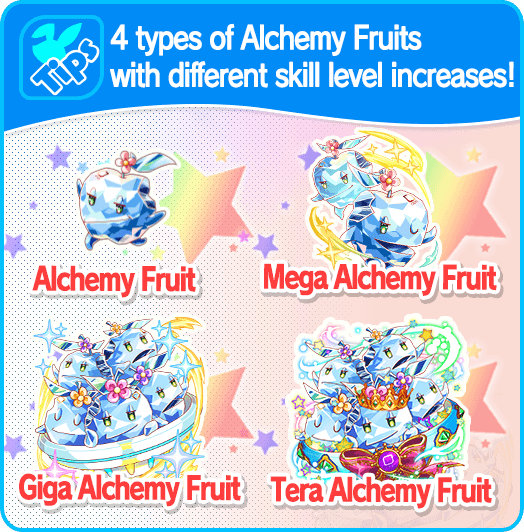 Tips
4 types of Alchemy Fruits
with different skill level increases!
Alchemy Fruit
Mega Alchemy Fruit
Giga Alchemy Fruit
Tera Alchemy Fruit